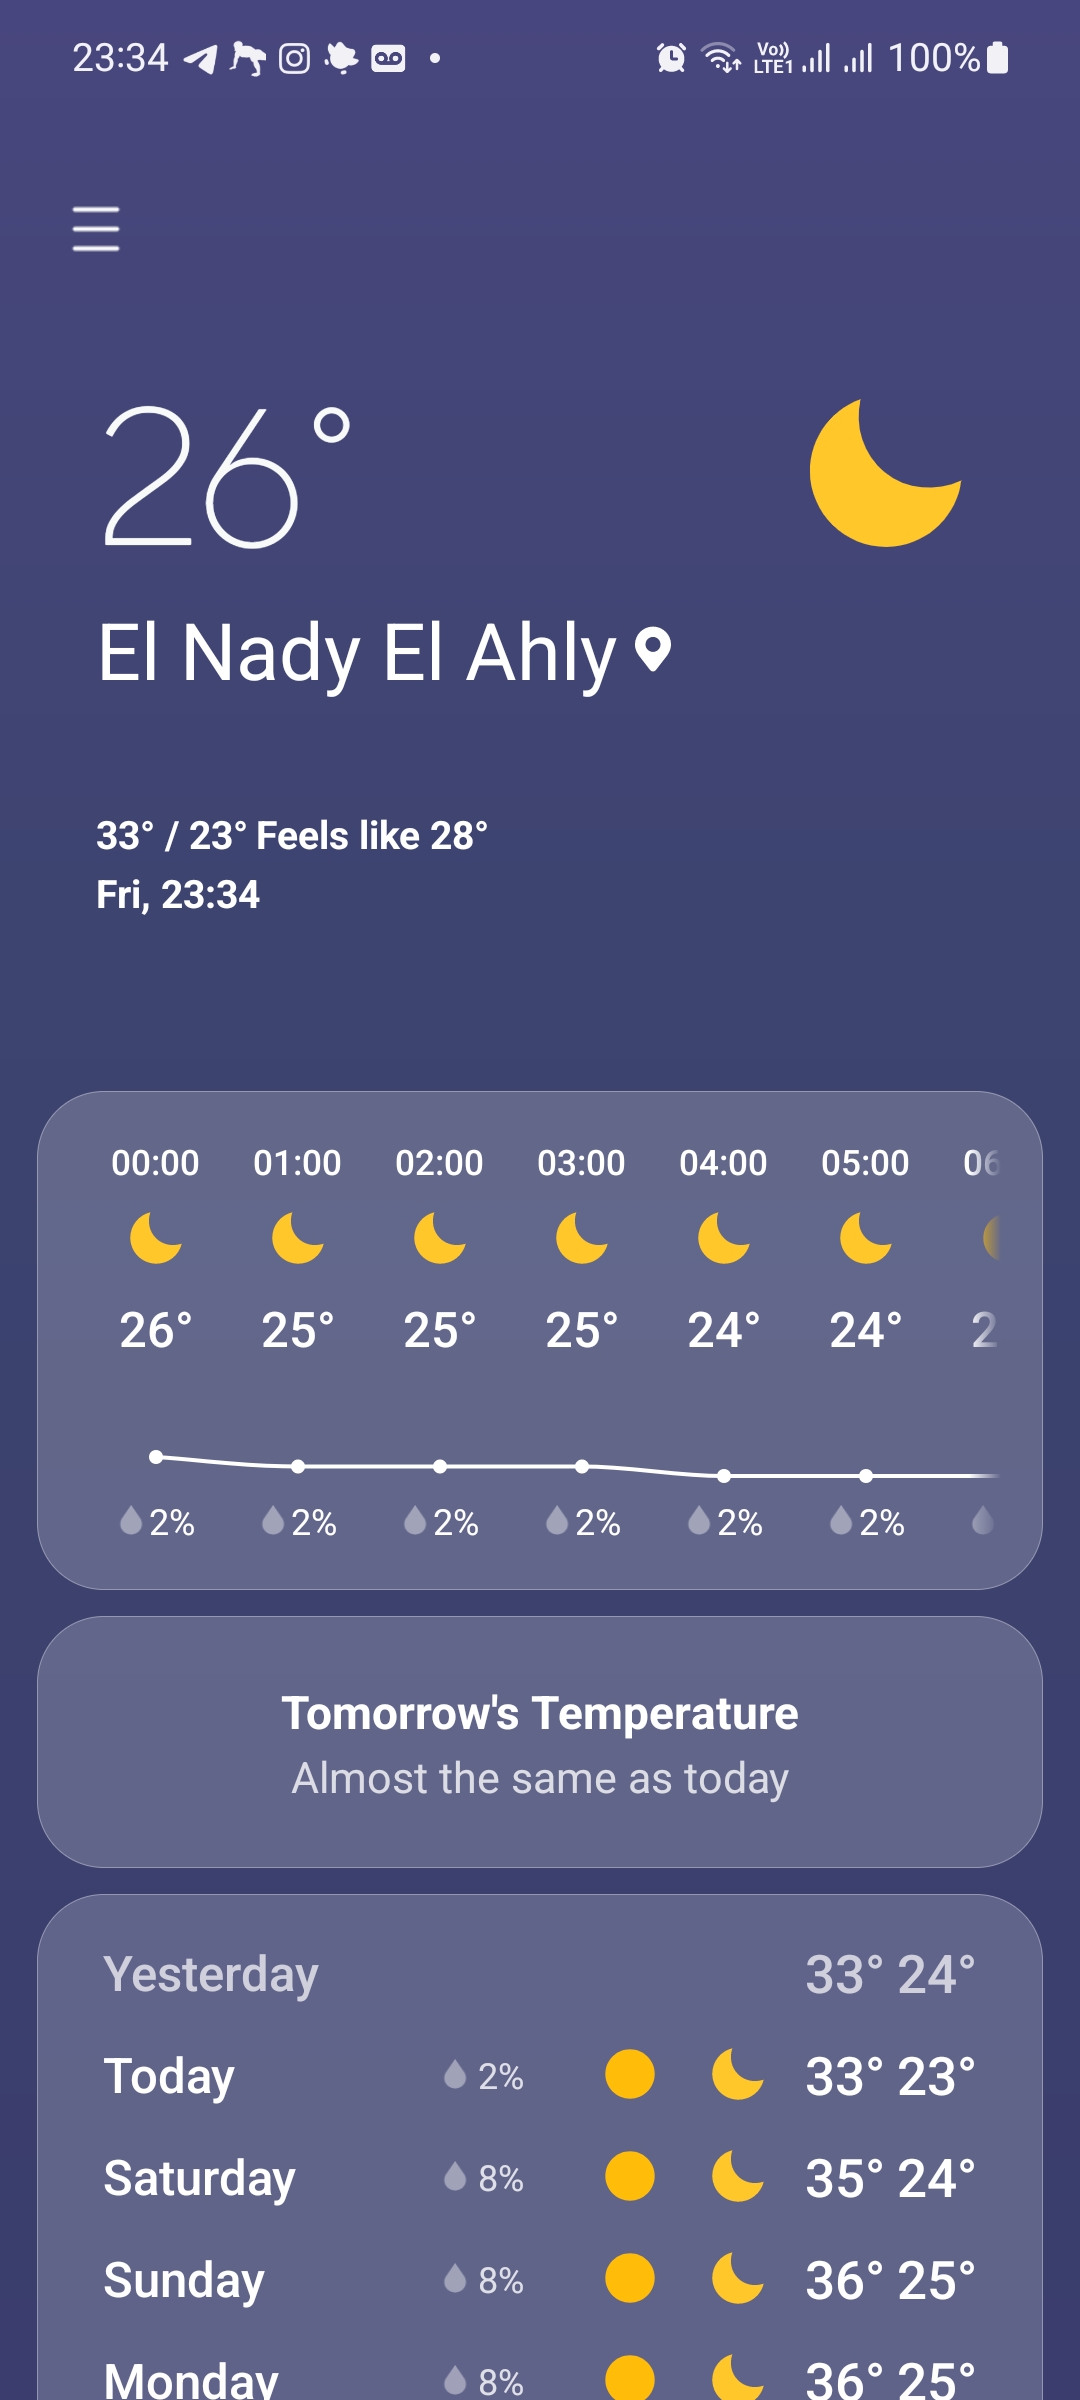 23:34 Vo)) LTE1 100%
26°
El Nady El Ahly
33° / 23° Feels like 28°
Fri, 23:34
00:00 01:00 02:00 03:00 04:00 05:00 06
26° 25° 25° 25° 24° 24° 2
2% 2% 2% 2% 2% 2%
Tomorrow's Temperature
Almost the same as today
Yesterday 33° 24°
Today 2% 33° 23°
Saturday 8% 35° 24°
Sunday 8% 36° 25°
Monday 8% 36° 25°